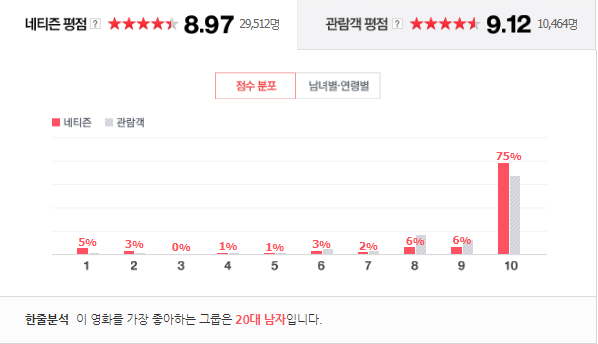 네티즌 평점 ? 8.97 29,512명
관람객 평점 ? 9.12 10,464명
점수 분포 남녀별·연령별
네티즌 관람객
5% 3% 0% 1% 1% 3% 2% 6% 6% 75%
1 2 3 4 5 6 7 8 9 10
한줄분석 이 영화를 가장 좋아하는 그룹은 20대 남자입니다.